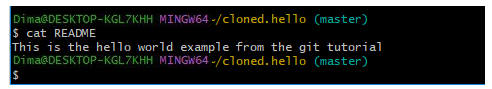 Dima@DESKTOP-KGL7KHH MINGW64 ~/cloned.hello (master)
$ cat README
This is the hello world example from the git tutorial
Dima@DESKTOP-KGL7KHH MINGW64 ~/cloned.hello (master)
$